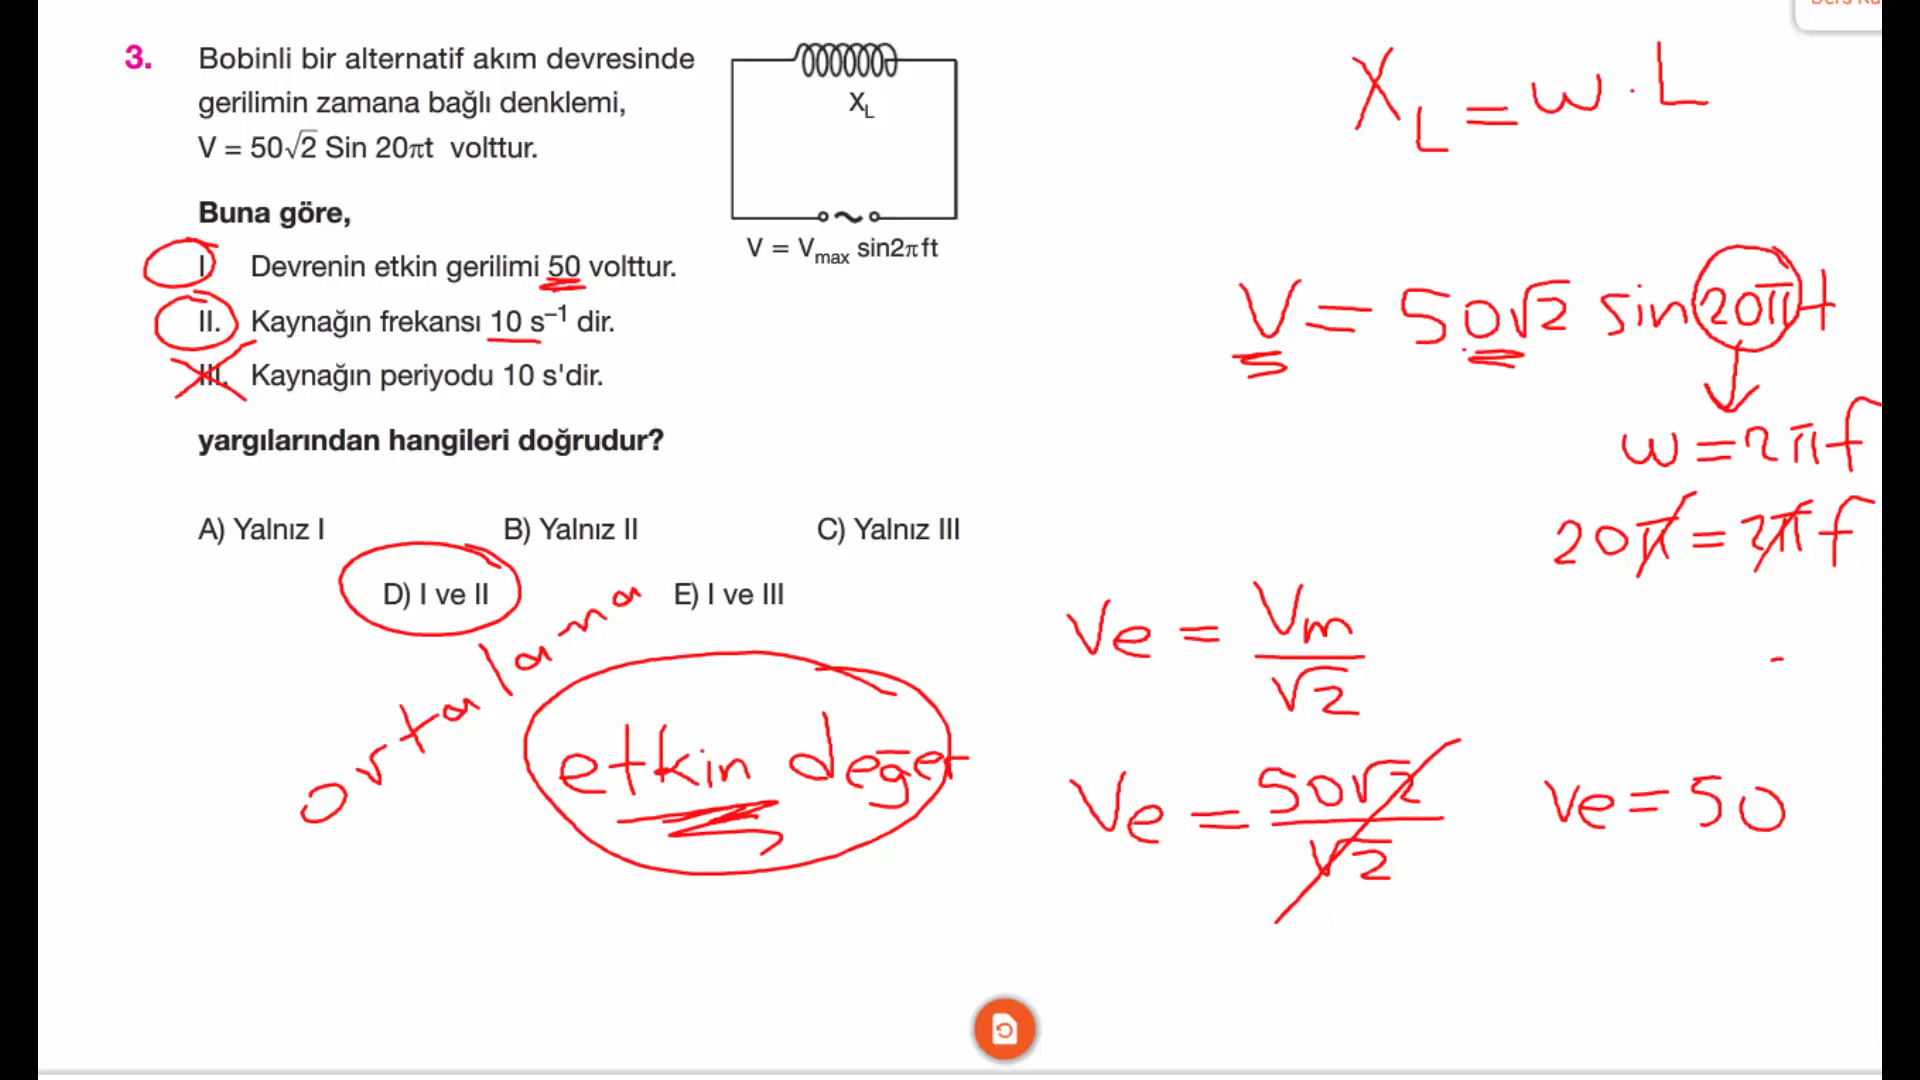 3. Bobinli bir alternatif akım devresinde
gerilimin zamana bağlı denklemi,
V = 50√2 Sin 20πt volttur.
X_L
V = V_max sin2πft
Buna göre,
I. Devrenin etkin gerilimi 50 volttur.
II. Kaynağın frekansı 10 s⁻¹ dir.
III. Kaynağın periyodu 10 s'dir.
yargılarından hangileri doğrudur?
A) Yalnız I B) Yalnız II C) Yalnız III
D) I ve II E) I ve III
ortalama
etkin değer
X_L = w . L
V = 50√2 sin 20π t
w = 2πf
20π = 2πf
Ve = Vm / √2
Ve = 50√2 / √2
Ve = 50